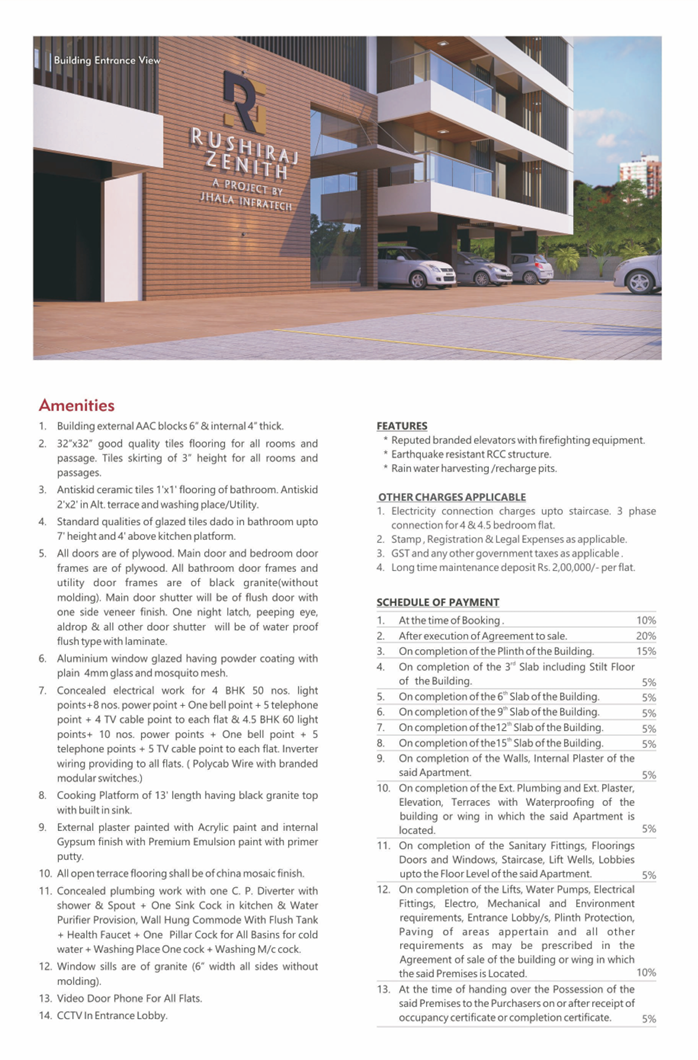 Building Entrance View
R
RUSHIRAJ
ZENITH
A PROJECT BY
JHALA INFRATECH
Amenities
1. Building external AAC blocks 6” & internal 4” thick.
2. 32”x32” good quality tiles flooring for all rooms and
passage. Tiles skirting of 3” height for all rooms and
passages.
3. Antiskid ceramic tiles 1'x1' flooring of bathroom. Antiskid
2'x2' in Alt. terrace and washing place/Utility.
4. Standard qualities of glazed tiles dado in bathroom upto
7' height and 4' above kitchen platform.
5. All doors are of plywood. Main door and bedroom door
frames are of plywood. All bathroom door frames and
utility door frames are of black granite(without
molding). Main door shutter will be of flush door with
one side veneer finish. One night latch, peeping eye,
aldrop & all other door shutter will be of water proof
flush type with laminate.
6. Aluminium window glazed having powder coating with
plain 4mm glass and mosquito mesh.
7. Concealed electrical work for 4 BHK 50 nos. light
points+8 nos. power point + One bell point + 5 telephone
point + 4 TV cable point to each flat & 4.5 BHK 60 light
points+ 10 nos. power points + One bell point + 5
telephone points + 5 TV cable point to each flat. Inverter
wiring providing to all flats. ( Polycab Wire with branded
modular switches.)
8. Cooking Platform of 13' length having black granite top
with built in sink.
9. External plaster painted with Acrylic paint and internal
Gypsum finish with Premium Emulsion paint with primer
putty.
10. All open terrace flooring shall be of china mosaic finish.
11. Concealed plumbing work with one C. P. Diverter with
shower & Spout + One Sink Cock in kitchen & Water
Purifier Provision, Wall Hung Commode With Flush Tank
+ Health Faucet + One Pillar Cock for All Basins for cold
water + Washing Place One cock + Washing M/c cock.
12. Window sills are of granite (6” width all sides without
molding).
13. Video Door Phone For All Flats.
14. CCTV In Entrance Lobby.
FEATURES
* Reputed branded elevators with firefighting equipment.
* Earthquake resistant RCC structure.
* Rain water harvesting /recharge pits.
OTHER CHARGES APPLICABLE
1. Electricity connection charges upto staircase. 3 phase
connection for 4 & 4.5 bedroom flat.
2. Stamp , Registration & Legal Expenses as applicable.
3. GST and any other government taxes as applicable .
4. Long time maintenance deposit Rs. 2,00,000/- per flat.
SCHEDULE OF PAYMENT
1. At the time of Booking . 10%
2. After execution of Agreement to sale. 20%
3. On completion of the Plinth of the Building. 15%
4. On completion of the 3rd Slab including Stilt Floor
of the Building. 5%
5. On completion of the 6th Slab of the Building. 5%
6. On completion of the 9th Slab of the Building. 5%
7. On completion of the12th Slab of the Building. 5%
8. On completion of the15th Slab of the Building. 5%
9. On completion of the Walls, Internal Plaster of the
said Apartment. 5%
10. On completion of the Ext. Plumbing and Ext. Plaster,
Elevation, Terraces with Waterproofing of the
building or wing in which the said Apartment is
located. 5%
11. On completion of the Sanitary Fittings, Floorings
Doors and Windows, Staircase, Lift Wells, Lobbies
upto the Floor Level of the said Apartment. 5%
12. On completion of the Lifts, Water Pumps, Electrical
Fittings, Electro, Mechanical and Environment
requirements, Entrance Lobby/s, Plinth Protection,
Paving of areas appertain and all other
requirements as may be prescribed in the
Agreement of sale of the building or wing in which
the said Premises is Located. 10%
13. At the time of handing over the Possession of the
said Premises to the Purchasers on or after receipt of
occupancy certificate or completion certificate. 5%